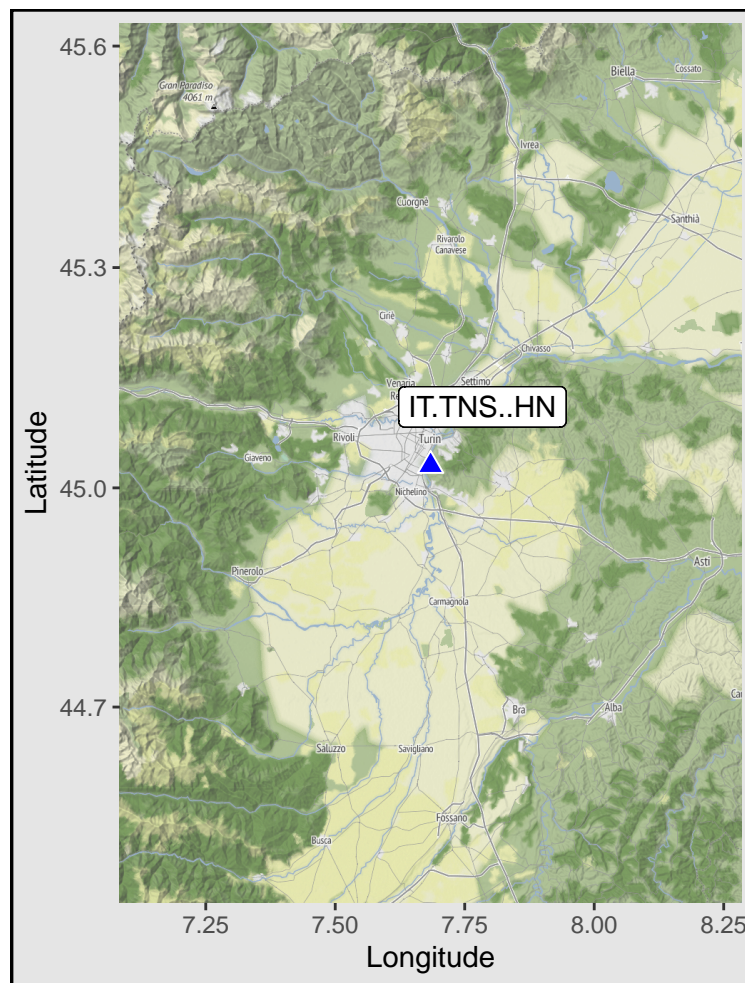 45.6
45.3
45.0
44.7
Latitude
Gran Paradiso
4061 m
Biella
Cossato
Ivrea
Cuorgnè
Santhià
Rivarolo
Canavese
Ciriè
Chivasso
Settimo
Venaria
IT.TNS..HN
Rivoli
Turin
Giaveno
Nichelino
Pinerolo
Asti
Carmagnola
Bra
Alba
Saluzzo
Savigliano
Fossano
Busca
7.25
7.50
7.75
8.00
8.25
Longitude